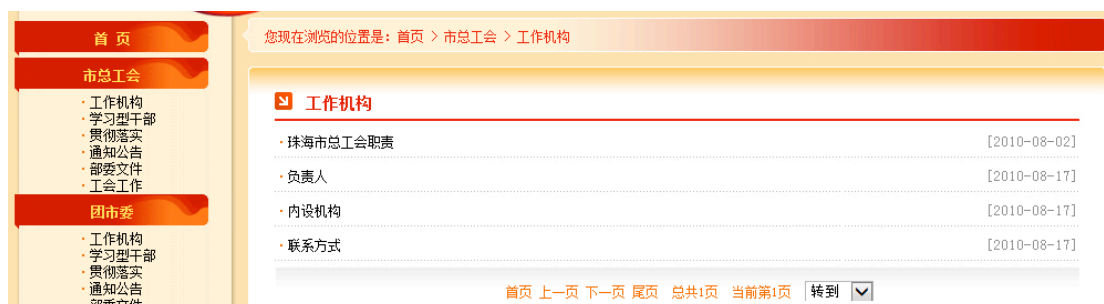 首 页
市总工会
·工作机构
·学习型干部
·贯彻落实
·通知公告
·部委文件
·工会工作
团市委
·工作机构
·学习型干部
·贯彻落实
·通知公告
您现在浏览的位置是：首页 > 市总工会 > 工作机构
工作机构
·珠海市总工会职责 [2010-08-02]
·负责人 [2010-08-17]
·内设机构 [2010-08-17]
·联系方式 [2010-08-17]
首页 上一页 下一页 尾页 总共1页 当前第1页 转到